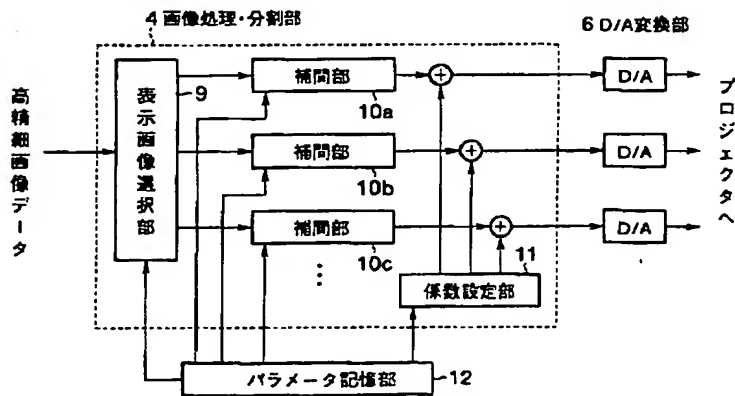 4 画像処理・分割部
6 D/A変換部
高精細画像データ
表示画像選択部
9
補間部
10a
補間部
10b
補間部
10c
⋮
11
係数設定部
パラメータ記憶部
12
+
+
+
D/A
D/A
D/A
プロジェクタへ